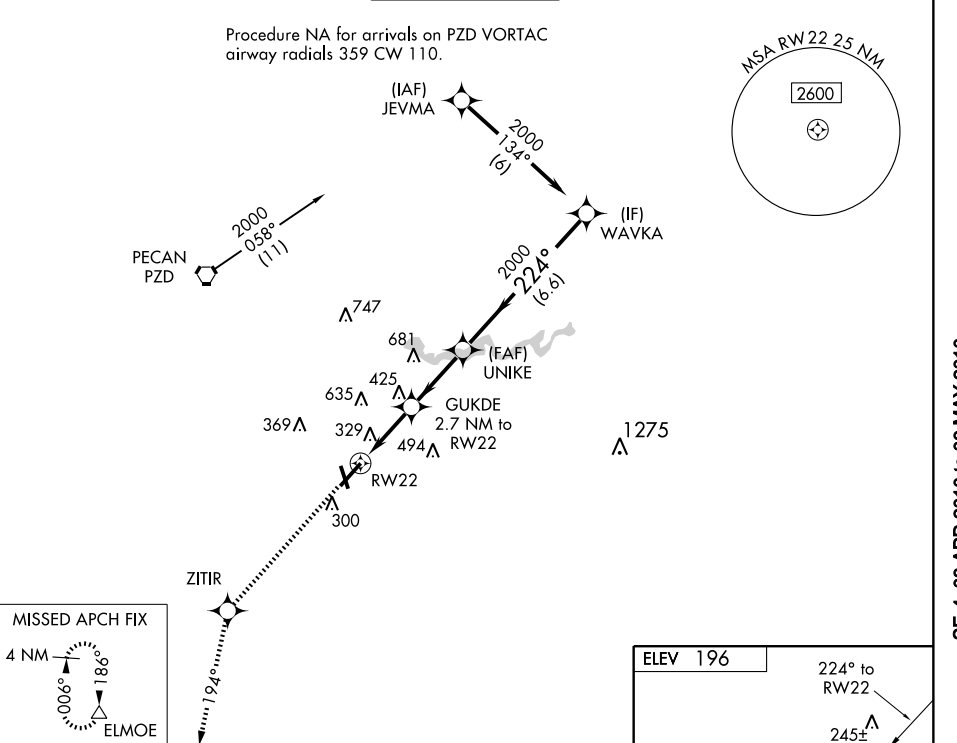 Procedure NA for arrivals on PZD VORTAC
airway radials 359 CW 110.
MSA RW22 25 NM
2600
(IAF)
JEVMA
2000
134°
(6)
(IF)
WAVKA
2000
058°
(11)
PECAN
PZD
2000
224°
(6.6)
747
681
(FAF)
UNIKE
425
635
GUKDE
2.7 NM to
RW22
369
329
494
1275
RW22
300
ZITIR
194°
MISSED APCH FIX
4 NM
186°
006°
ELMOE
ELEV 196
224° to
RW22
245±